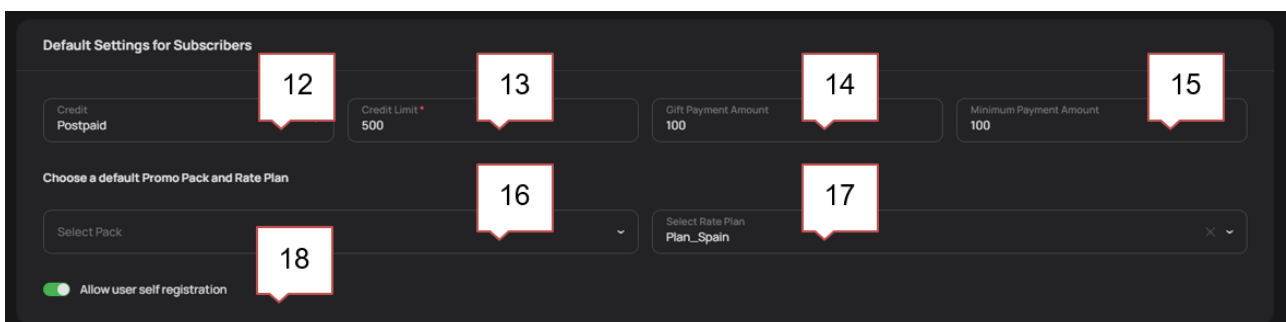 Default Settings for Subscribers
12
13
14
15
Credit
Postpaid
Credit Limit *
500
Gift Payment Amount
100
Minimum Payment Amount
100
Choose a default Promo Pack and Rate Plan
16
17
Select Pack
Select Rate Plan
Plan_Spain
18
Allow user self registration